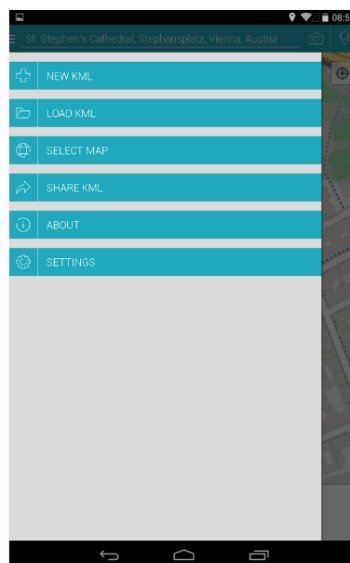 08:5
St. Stephen's Cathedral, Stephansplatz, Vienna, Austria
NEW KML
LOAD KML
SELECT MAP
SHARE KML
ABOUT
SETTINGS